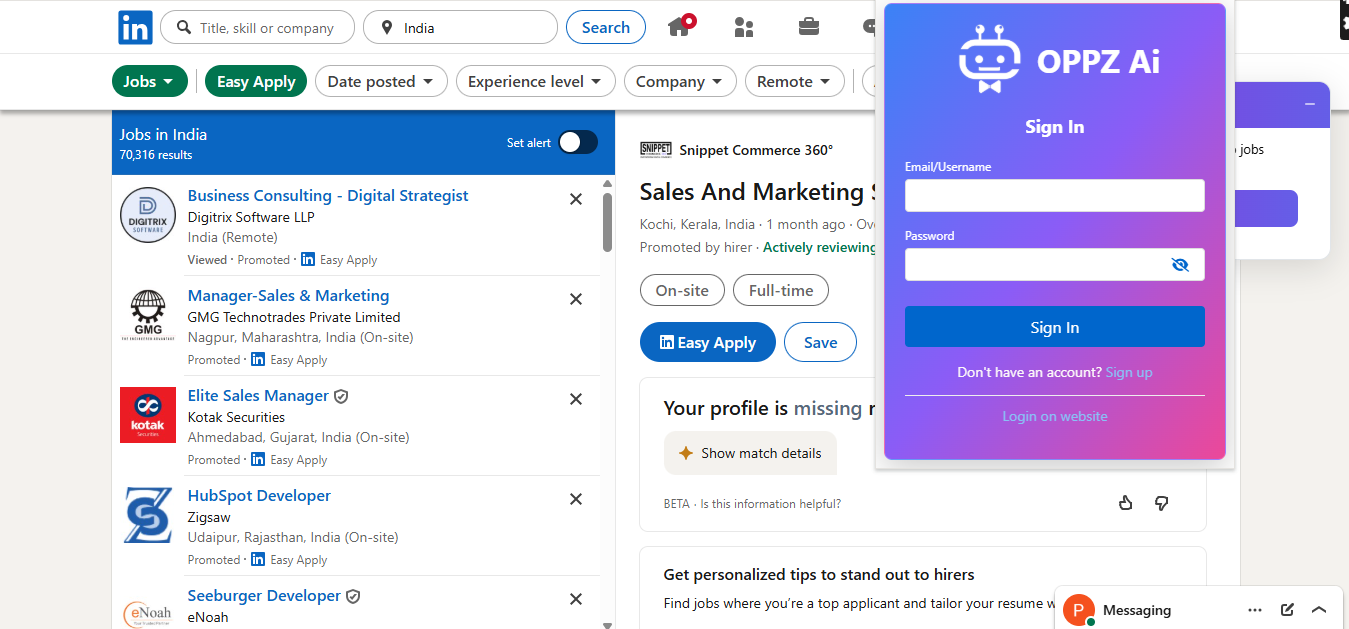 in
Title, skill or company
India
Search
Jobs
Easy Apply
Date posted
Experience level
Company
Remote
Jobs in India
70,316 results
Set alert
DIGITRIX
SOFTWARE
Business Consulting - Digital Strategist
Digitrix Software LLP
India (Remote)
Viewed · Promoted · in Easy Apply
GMG
Manager-Sales & Marketing
GMG Technotrades Private Limited
Nagpur, Maharashtra, India (On-site)
Promoted · in Easy Apply
kotak
Securities
Elite Sales Manager
Kotak Securities
Ahmedabad, Gujarat, India (On-site)
Promoted · in Easy Apply
HubSpot Developer
Zigsaw
Udaipur, Rajasthan, India (On-site)
Promoted · in Easy Apply
eNoah
Seeburger Developer
eNoah
SNIPPET
Snippet Commerce 360°
Sales And Marketing
Kochi, Kerala, India · 1 month ago ·
Promoted by hirer · Actively reviewing
On-site
Full-time
in Easy Apply
Save
Your profile is missing
Show match details
BETA · Is this information helpful?
Get personalized tips to stand out to hirers
Find jobs where you're a top applicant and tailor your resume
OPPZ Ai
Sign In
Email/Username
Password
Sign In
Don't have an account? Sign up
Login on website
jobs
P
Messaging